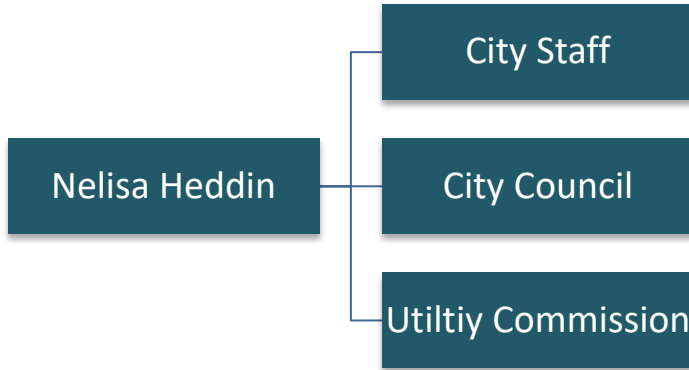 City Staff
Nelisa Heddin
City Council
Utiltiy Commission